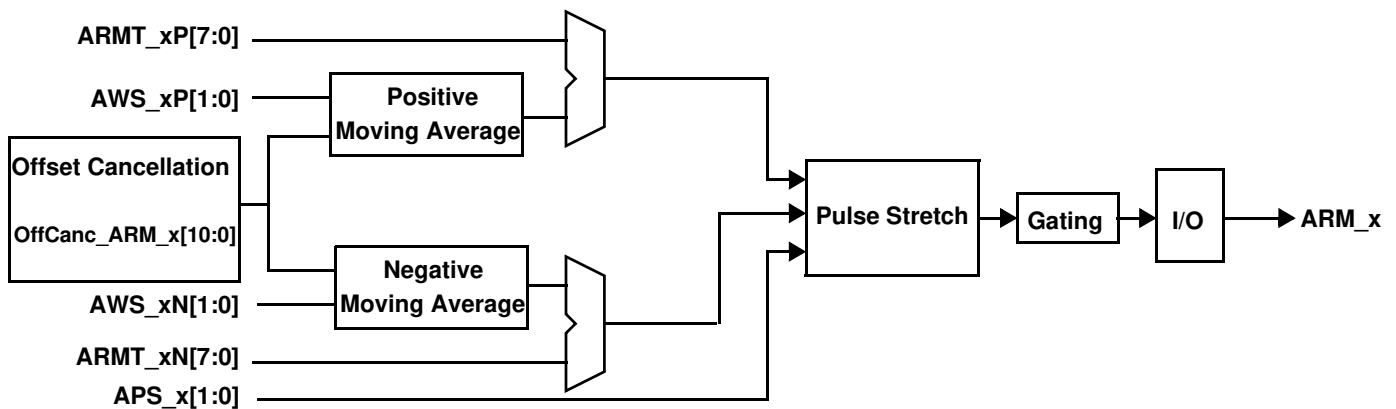 ARMT_xP[7:0]
AWS_xP[1:0]
Positive
Moving Average
Offset Cancellation
OffCanc_ARM_x[10:0]
Negative
Moving Average
AWS_xN[1:0]
ARMT_xN[7:0]
APS_x[1:0]
Pulse Stretch
Gating
I/O
ARM_x